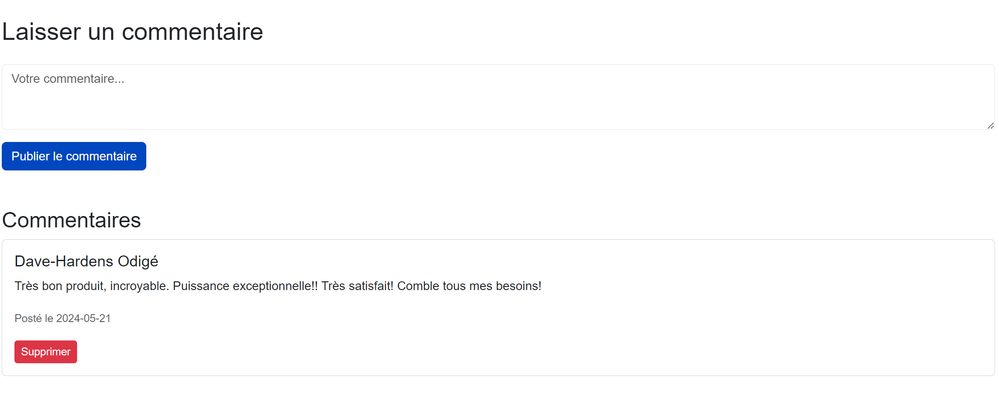 Laisser un commentaire
Votre commentaire...
Publier le commentaire
Commentaires
Dave-Hardens Odigé
Très bon produit, incroyable. Puissance exceptionnelle!! Très satisfait! Comble tous mes besoins!
Posté le 2024-05-21
Supprimer